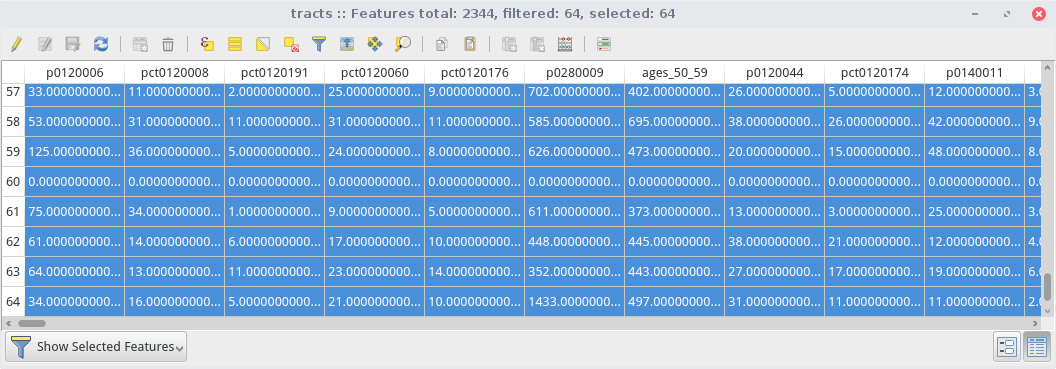 tracts :: Features total: 2344, filtered: 64, selected: 64
p0120006 pct0120008 pct0120191 pct0120060 pct0120176 p0280009 ages_50_59 p0120044 pct0120174 p0140011
57 33.000000000... 11.000000000... 2.0000000000... 25.000000000... 9.0000000000... 702.00000000... 402.00000000... 26.000000000... 5.0000000000... 12.000000000... 3.0
58 53.000000000... 31.000000000... 11.000000000... 31.000000000... 11.000000000... 585.00000000... 695.00000000... 38.000000000... 26.000000000... 42.000000000... 9.0
59 125.00000000... 36.000000000... 5.0000000000... 24.000000000... 8.0000000000... 626.00000000... 473.00000000... 20.000000000... 15.000000000... 48.000000000... 8.0
60 0.0000000000... 0.0000000000... 0.0000000000... 0.0000000000... 0.0000000000... 0.0000000000... 0.0000000000... 0.0000000000... 0.0000000000... 0.0000000000... 0.0
61 75.000000000... 34.000000000... 1.0000000000... 9.0000000000... 5.0000000000... 611.00000000... 373.00000000... 13.000000000... 3.0000000000... 25.000000000... 3.0
62 61.000000000... 14.000000000... 6.0000000000... 17.000000000... 10.000000000... 448.00000000... 445.00000000... 38.000000000... 21.000000000... 12.000000000... 4.0
63 64.000000000... 13.000000000... 11.000000000... 23.000000000... 14.000000000... 352.00000000... 443.00000000... 27.000000000... 17.000000000... 19.000000000... 6.0
64 34.000000000... 16.000000000... 5.0000000000... 21.000000000... 10.000000000... 1433.0000000... 497.00000000... 31.000000000... 11.000000000... 11.000000000... 2.0
Show Selected Features